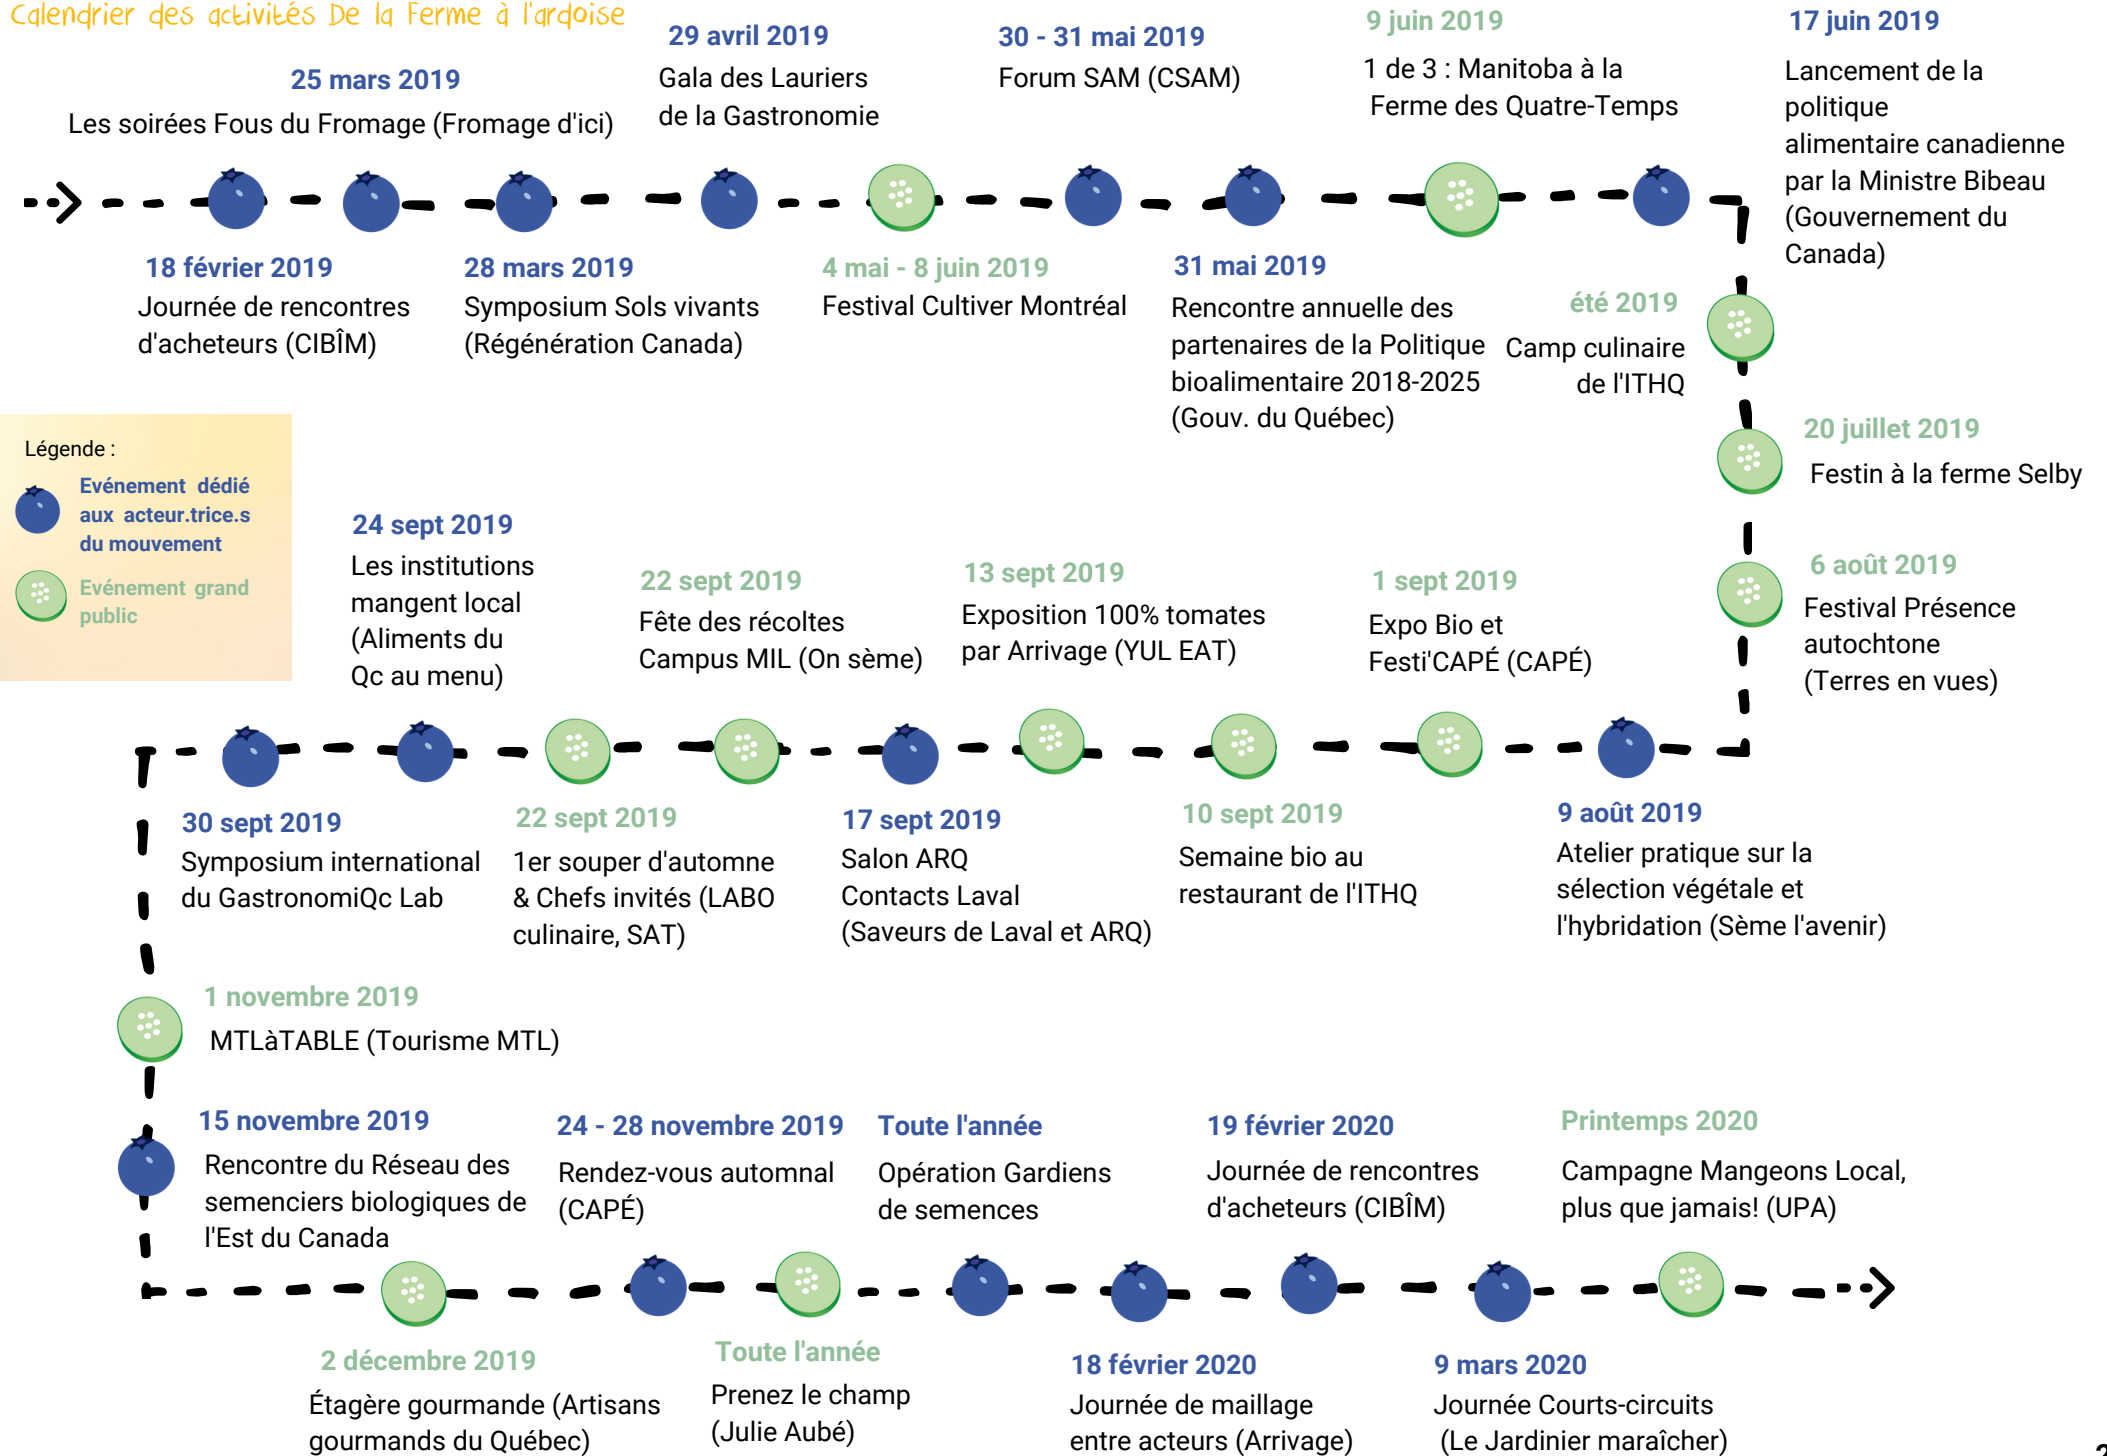 Calendrier des activités De la Ferme à l'ardoise
25 mars 2019
Les soirées Fous du Fromage (Fromage d'ici)
29 avril 2019
Gala des Lauriers
de la Gastronomie
30 - 31 mai 2019
Forum SAM (CSAM)
9 juin 2019
1 de 3 : Manitoba à la
Ferme des Quatre-Temps
17 juin 2019
Lancement de la
politique
alimentaire canadienne
par la Ministre Bibeau
(Gouvernement du
Canada)
18 février 2019
Journée de rencontres
d'acheteurs (CIBÎM)
28 mars 2019
Symposium Sols vivants
(Régénération Canada)
4 mai - 8 juin 2019
Festival Cultiver Montréal
31 mai 2019
Rencontre annuelle des
partenaires de la Politique
bioalimentaire 2018-2025
(Gouv. du Québec)
été 2019
Camp culinaire
de l'ITHQ
20 juillet 2019
Festin à la ferme Selby
6 août 2019
Festival Présence
autochtone
(Terres en vues)
Légende :
Evénement dédié
aux acteur.trice.s
du mouvement
Evénement grand
public
24 sept 2019
Les institutions
mangent local
(Aliments du
Qc au menu)
22 sept 2019
Fête des récoltes
Campus MIL (On sème)
13 sept 2019
Exposition 100% tomates
par Arrivage (YUL EAT)
1 sept 2019
Expo Bio et
Festi'CAPÉ (CAPÉ)
30 sept 2019
Symposium international
du GastronomiQc Lab
22 sept 2019
1er souper d'automne
& Chefs invités (LABO
culinaire, SAT)
17 sept 2019
Salon ARQ
Contacts Laval
(Saveurs de Laval et ARQ)
10 sept 2019
Semaine bio au
restaurant de l'ITHQ
9 août 2019
Atelier pratique sur la
sélection végétale et
l'hybridation (Sème l'avenir)
1 novembre 2019
MTLàTABLE (Tourisme MTL)
15 novembre 2019
Rencontre du Réseau des
semenciers biologiques de
l'Est du Canada
24 - 28 novembre 2019
Rendez-vous automnal
(CAPÉ)
Toute l'année
Opération Gardiens
de semences
19 février 2020
Journée de rencontres
d'acheteurs (CIBÎM)
Printemps 2020
Campagne Mangeons Local,
plus que jamais! (UPA)
2 décembre 2019
Étagère gourmande (Artisans
gourmands du Québec)
Toute l'année
Prenez le champ
(Julie Aubé)
18 février 2020
Journée de maillage
entre acteurs (Arrivage)
9 mars 2020
Journée Courts-circuits
(Le Jardinier maraîcher)